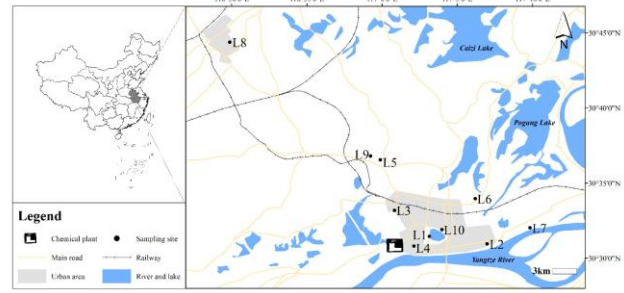 30°45'0"N
L8
Caizi Lake
N
30°40'0"N
Pogang Lake
L9
L5
30°35'0"N
L6
L3
L7
L10
L1
L4
L2
Yangtze River
30°30'0"N
3km
Legend
Chemical plant
Sampling site
Main road
Railway
Urban area
River and lake